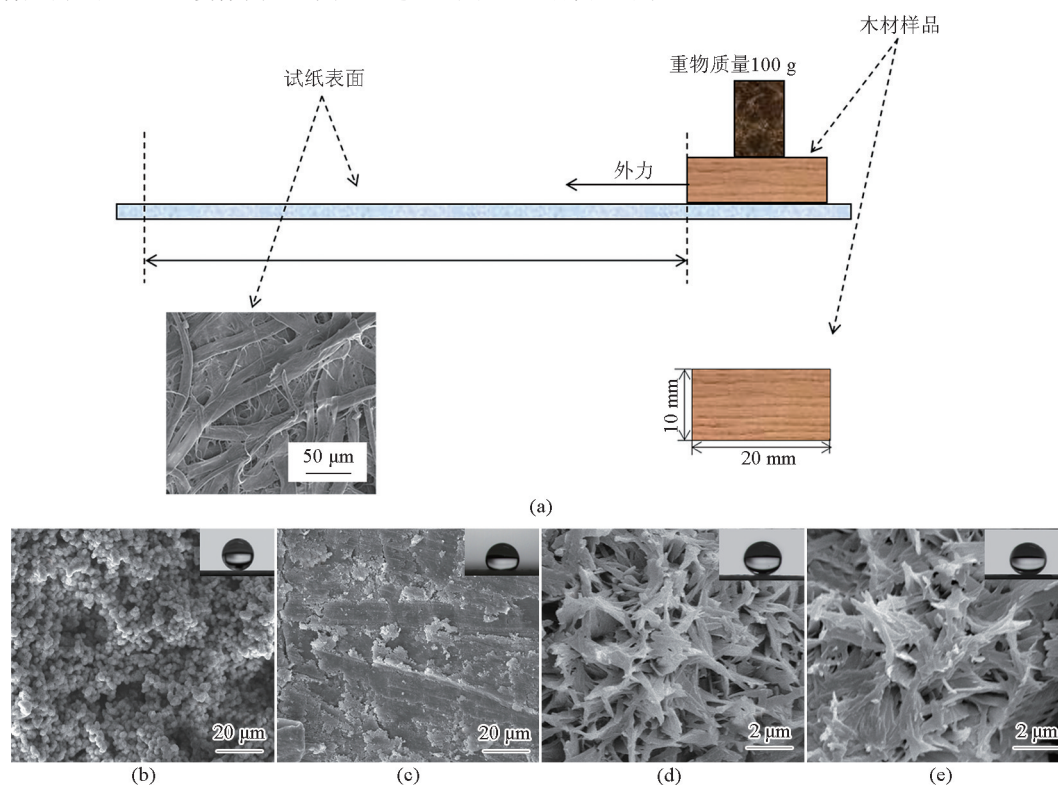 木材样品
重物质量100 g
试纸表面
外力
50 μm
10 mm
20 mm
(a)
20 μm
20 μm
2 μm
2 μm
(b)
(c)
(d)
(e)